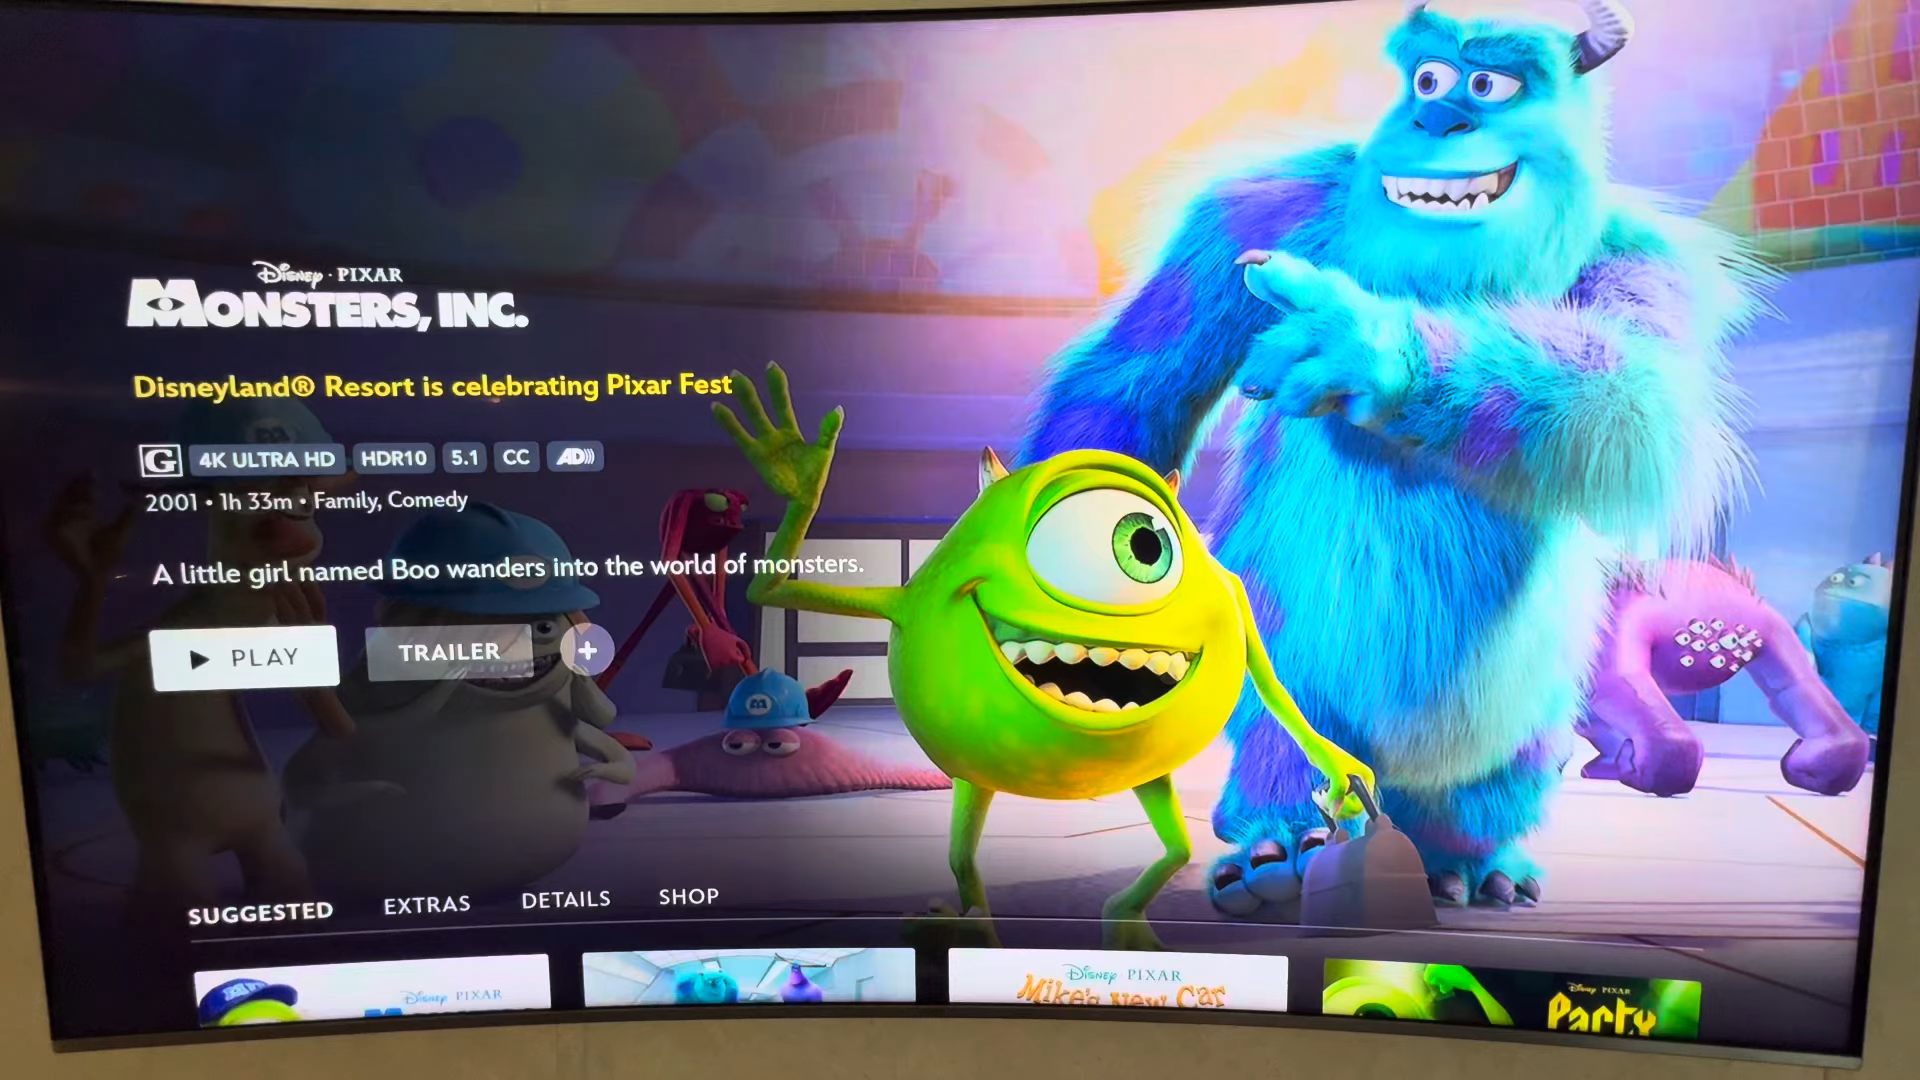 Disney · PIXAR
MONSTERS, INC.
Disneyland® Resort is celebrating Pixar Fest
G 4K ULTRA HD HDR10 5.1 CC AD)))
2001 • 1h 33m • Family, Comedy
A little girl named Boo wanders into the world of monsters.
PLAY TRAILER +
SUGGESTED EXTRAS DETAILS SHOP
Disney PIXAR
Disney PIXAR
Mike's New Car
Disney PIXAR
Party